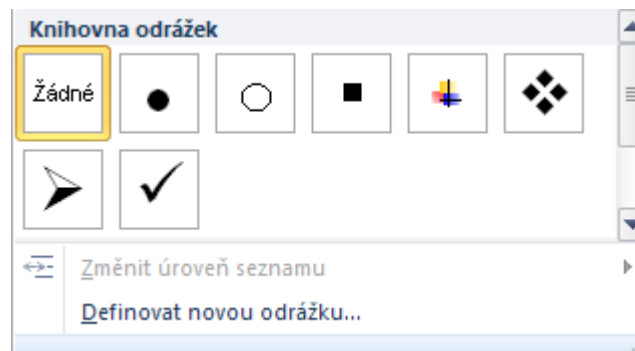 Knihovna odrážek
Žádné
Změnit úroveň seznamu
Definovat novou odrážku...